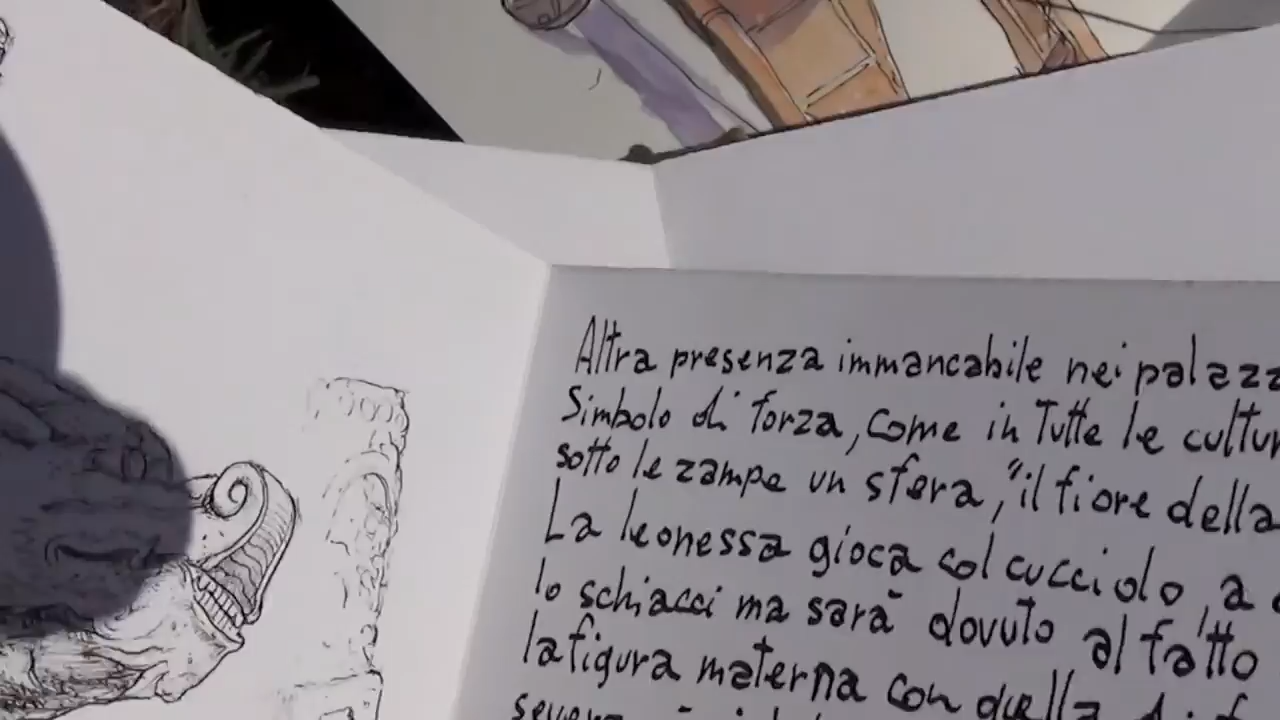 Altra presenza immancabile nei palazz
Simbolo di forza, come in Tutte le cultur
sotto le zampe un sfera, "il fiore della
La leonessa gioca col cucciolo, a
lo schiacci ma sarà dovuto al fatto
la figura materna con quella di f